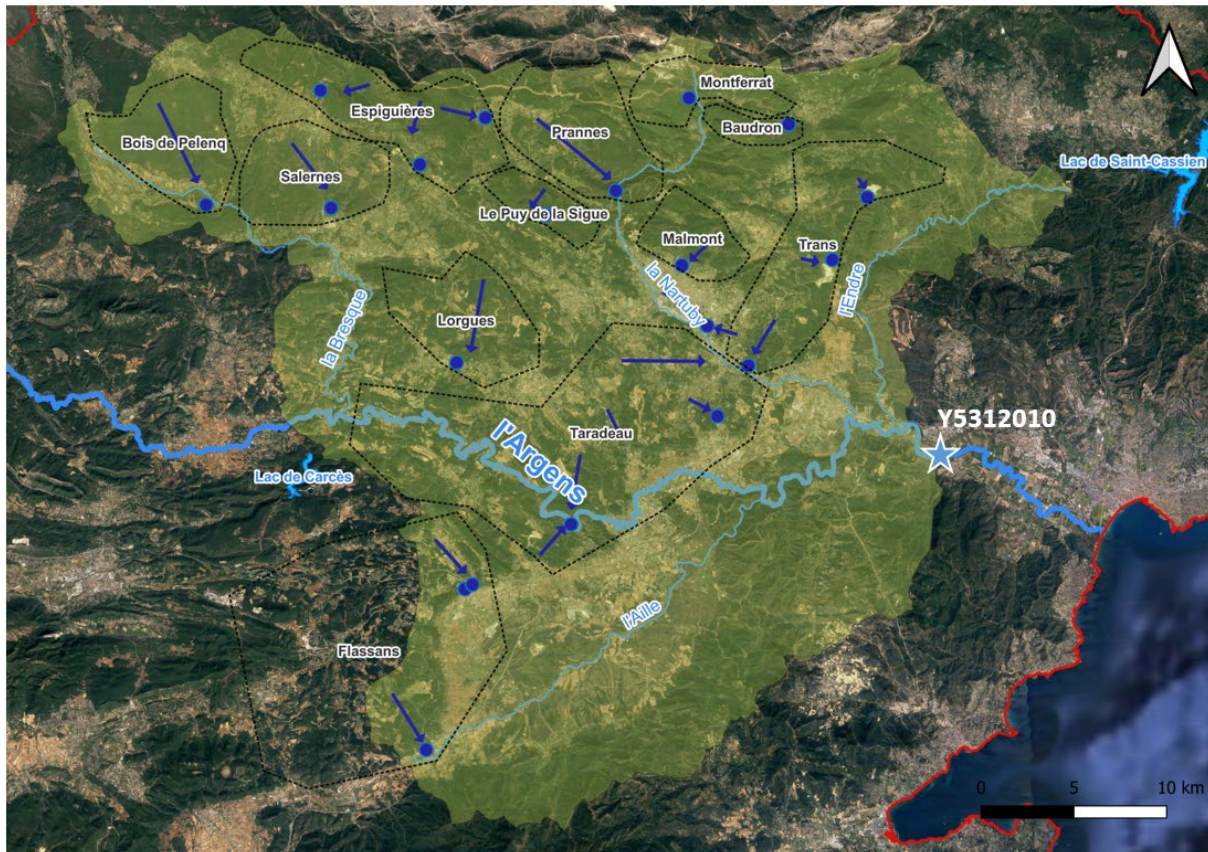 Montferrat
Espiguières
Baudron
Prannes
Bois de Pelenq
Lac de Saint-Cassien
Salernes
Le Puy de la Sigue
Malmont
Trans
la Nartuby
l'Endre
Lorgues
la Bresque
Y5312010
Taradeau
l'Argens
Lac de Carcès
l'Aille
Flassans
0 5 10 km